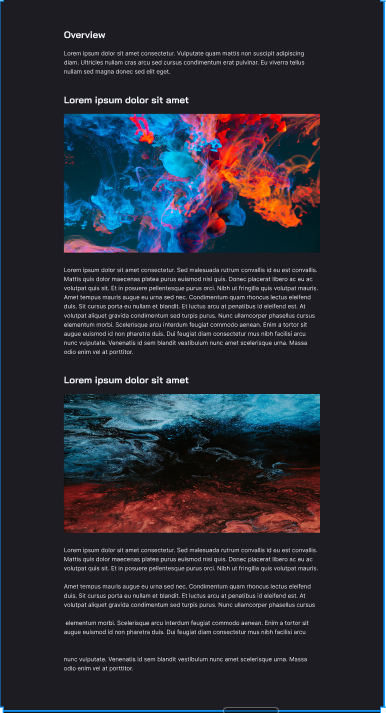 Overview
Lorem ipsum dolor sit amet consectetur. Vulputate quam mattis non suscipit adipiscing
diam. Ultricies nullam cras arcu sed cursus condimentum erat pulvinar. Eu viverra tellus
nullam sed magna donec sed elit eget.
Lorem ipsum dolor sit amet
Lorem ipsum dolor sit amet consectetur. Sed malesuada rutrum convallis id eu est convallis.
Mattis quis dolor maecenas platea purus euismod nisi quis. Donec placerat libero ac eu ac
volutpat quis sit. Et in posuere pellentesque purus orci. Nibh ut fringilla quis volutpat mauris.
Amet tempus mauris augue eu urna sed nec. Condimentum quam rhoncus lectus eleifend
duis. Sit cursus porta eu nullam et blandit. Et luctus arcu at penatibus id eleifend est. At
volutpat aliquet gravida condimentum sed turpis purus. Nunc ullamcorper phasellus cursus
elementum morbi. Scelerisque arcu interdum feugiat commodo aenean. Enim a tortor sit
augue euismod id non pharetra duis. Dui feugiat diam consectetur mus nibh facilisi arcu
nunc vulputate. Venenatis id sem blandit vestibulum nunc amet scelerisque urna. Massa
odio enim vel at porttitor.
Lorem ipsum dolor sit amet
Lorem ipsum dolor sit amet consectetur. Sed malesuada rutrum convallis id eu est convallis.
Mattis quis dolor maecenas platea purus euismod nisi quis. Donec placerat libero ac eu ac
volutpat quis sit. Et in posuere pellentesque purus orci. Nibh ut fringilla quis volutpat mauris.
Amet tempus mauris augue eu urna sed nec. Condimentum quam rhoncus lectus eleifend
duis. Sit cursus porta eu nullam et blandit. Et luctus arcu at penatibus id eleifend est. At
volutpat aliquet gravida condimentum sed turpis purus. Nunc ullamcorper phasellus cursus
elementum morbi. Scelerisque arcu interdum feugiat commodo aenean. Enim a tortor sit
augue euismod id non pharetra duis. Dui feugiat diam consectetur mus nibh facilisi arcu
nunc vulputate. Venenatis id sem blandit vestibulum nunc amet scelerisque urna. Massa
odio enim vel at porttitor.